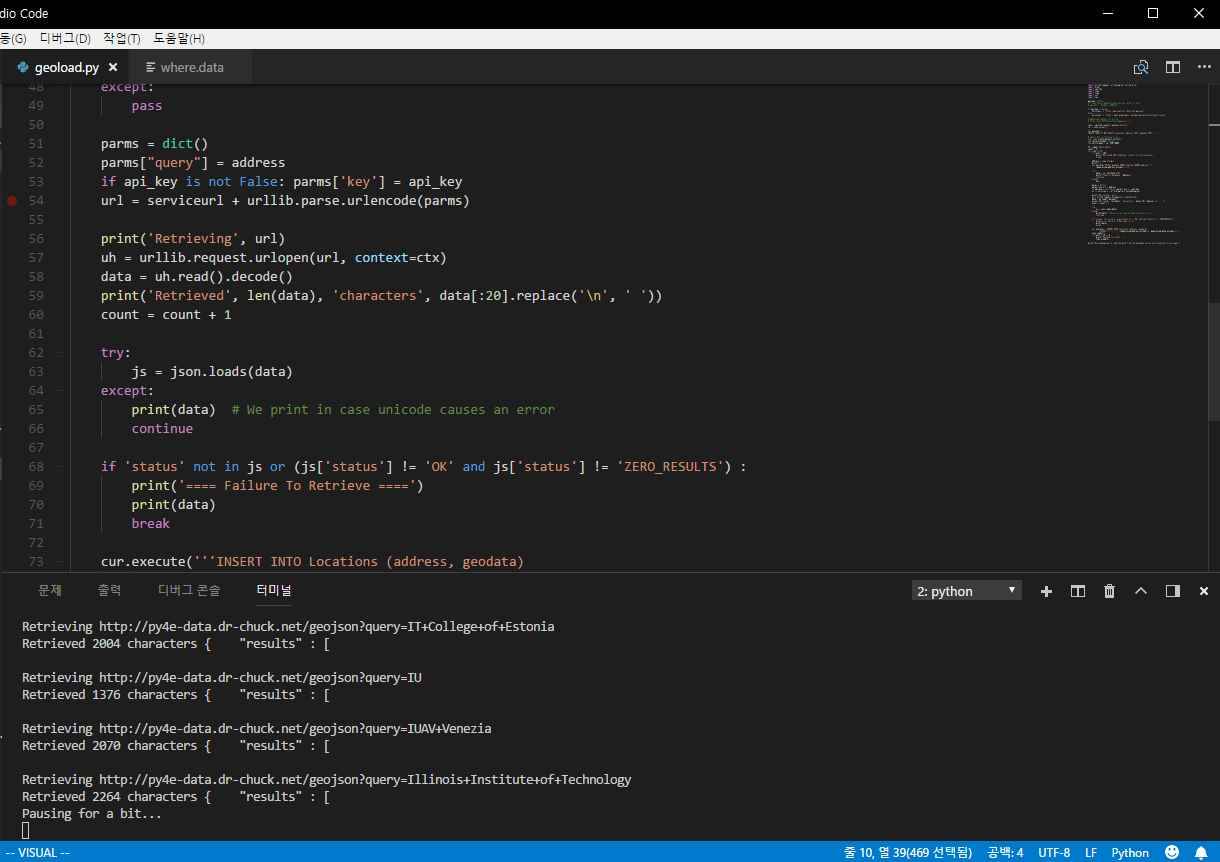 dio Code
동(G) 디버그(D) 작업(T) 도움말(H)
geoload.py where.data
48 except:
49 pass
50
51 parms = dict()
52 parms["query"] = address
53 if api_key is not False: parms['key'] = api_key
54 url = serviceurl + urllib.parse.urlencode(parms)
55
56 print('Retrieving', url)
57 uh = urllib.request.urlopen(url, context=ctx)
58 data = uh.read().decode()
59 print('Retrieved', len(data), 'characters', data[:20].replace('\n', ' '))
60 count = count + 1
61
62 try:
63 js = json.loads(data)
64 except:
65 print(data)  # We print in case unicode causes an error
66 continue
67
68 if 'status' not in js or (js['status'] != 'OK' and js['status'] != 'ZERO_RESULTS') :
69 print('==== Failure To Retrieve ====')
70 print(data)
71 break
72
73 cur.execute('''INSERT INTO Locations (address, geodata)
문제 출력 디버그 콘솔 터미널 2: python
Retrieving http://py4e-data.dr-chuck.net/geojson?query=IT+College+of+Estonia
Retrieved 2004 characters {    "results" : [
Retrieving http://py4e-data.dr-chuck.net/geojson?query=IU
Retrieved 1376 characters {    "results" : [
Retrieving http://py4e-data.dr-chuck.net/geojson?query=IUAV+Venezia
Retrieved 2070 characters {    "results" : [
Retrieving http://py4e-data.dr-chuck.net/geojson?query=Illinois+Institute+of+Technology
Retrieved 2264 characters {    "results" : [
Pausing for a bit...
-- VISUAL -- 줄 10, 열 39(469 선택됨) 공백: 4 UTF-8 LF Python